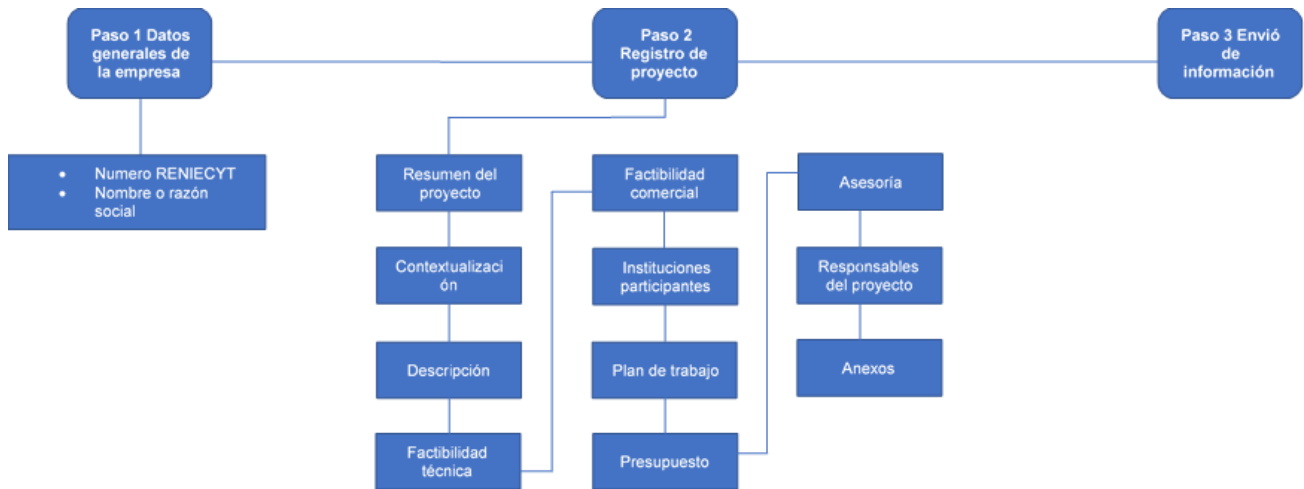 Paso 1 Datos
generales de
la empresa
Paso 2
Registro de
proyecto
Paso 3 Envió
de
información
• Numero RENIECYT
• Nombre o razón
social
Resumen del
proyecto
Contextualizaci
ón
Descripción
Factibilidad
técnica
Factibilidad
comercial
Instituciones
participantes
Plan de trabajo
Presupuesto
Asesoría
Responsables
del proyecto
Anexos